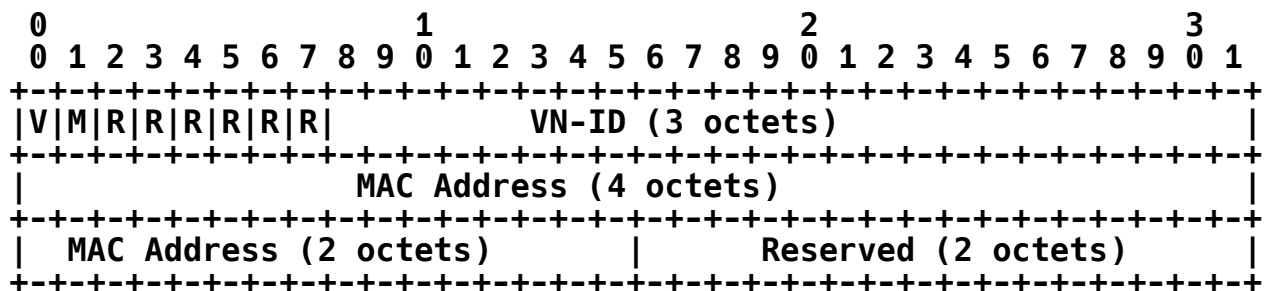 0                   1                   2                   3
 0 1 2 3 4 5 6 7 8 9 0 1 2 3 4 5 6 7 8 9 0 1 2 3 4 5 6 7 8 9 0 1
+-+-+-+-+-+-+-+-+-+-+-+-+-+-+-+-+-+-+-+-+-+-+-+-+-+-+-+-+-+-+-+-+
|V|M|R|R|R|R|R|R|          VN-ID (3 octets)                     |
+-+-+-+-+-+-+-+-+-+-+-+-+-+-+-+-+-+-+-+-+-+-+-+-+-+-+-+-+-+-+-+-+
|                 MAC Address (4 octets)                        |
+-+-+-+-+-+-+-+-+-+-+-+-+-+-+-+-+-+-+-+-+-+-+-+-+-+-+-+-+-+-+-+-+
|  MAC Address (2 octets)       |      Reserved (2 octets)      |
+-+-+-+-+-+-+-+-+-+-+-+-+-+-+-+-+-+-+-+-+-+-+-+-+-+-+-+-+-+-+-+-+